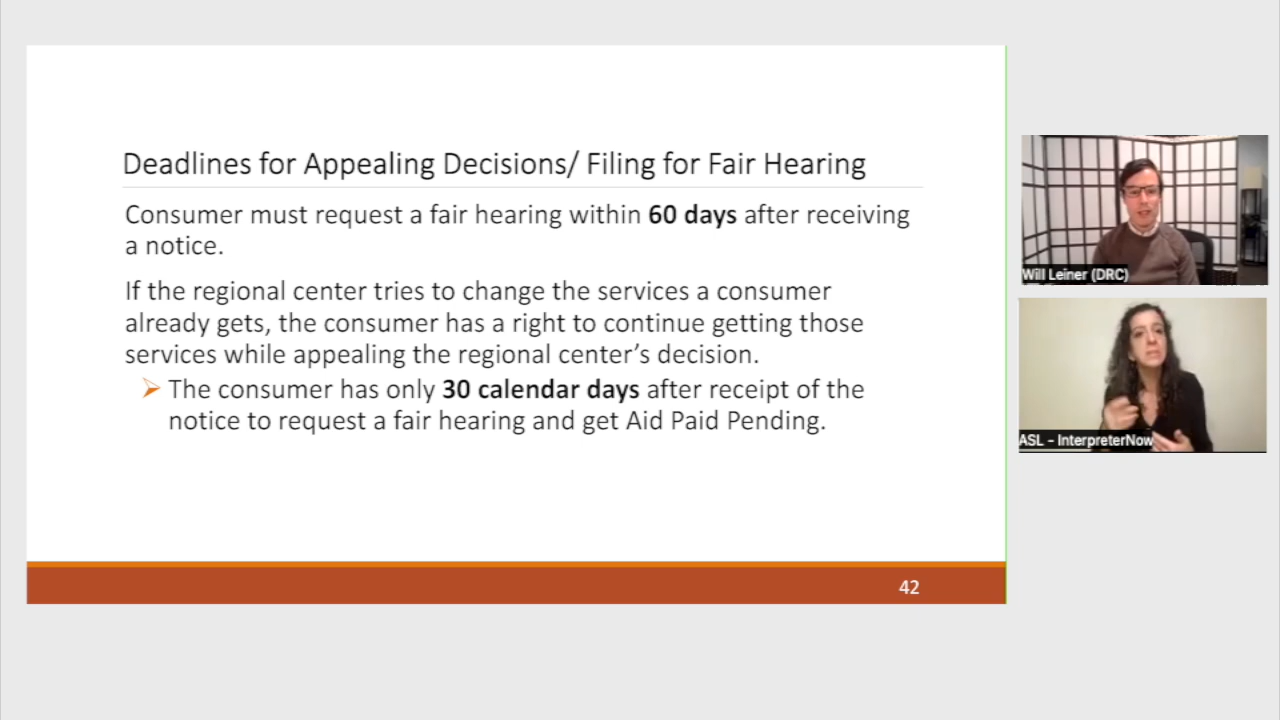 Deadlines for Appealing Decisions/ Filing for Fair Hearing
Consumer must request a fair hearing within 60 days after receiving
a notice.
If the regional center tries to change the services a consumer
already gets, the consumer has a right to continue getting those
services while appealing the regional center’s decision.
The consumer has only 30 calendar days after receipt of the
notice to request a fair hearing and get Aid Paid Pending.
42
Will Leiner (DRC)
ASL – InterpreterNow